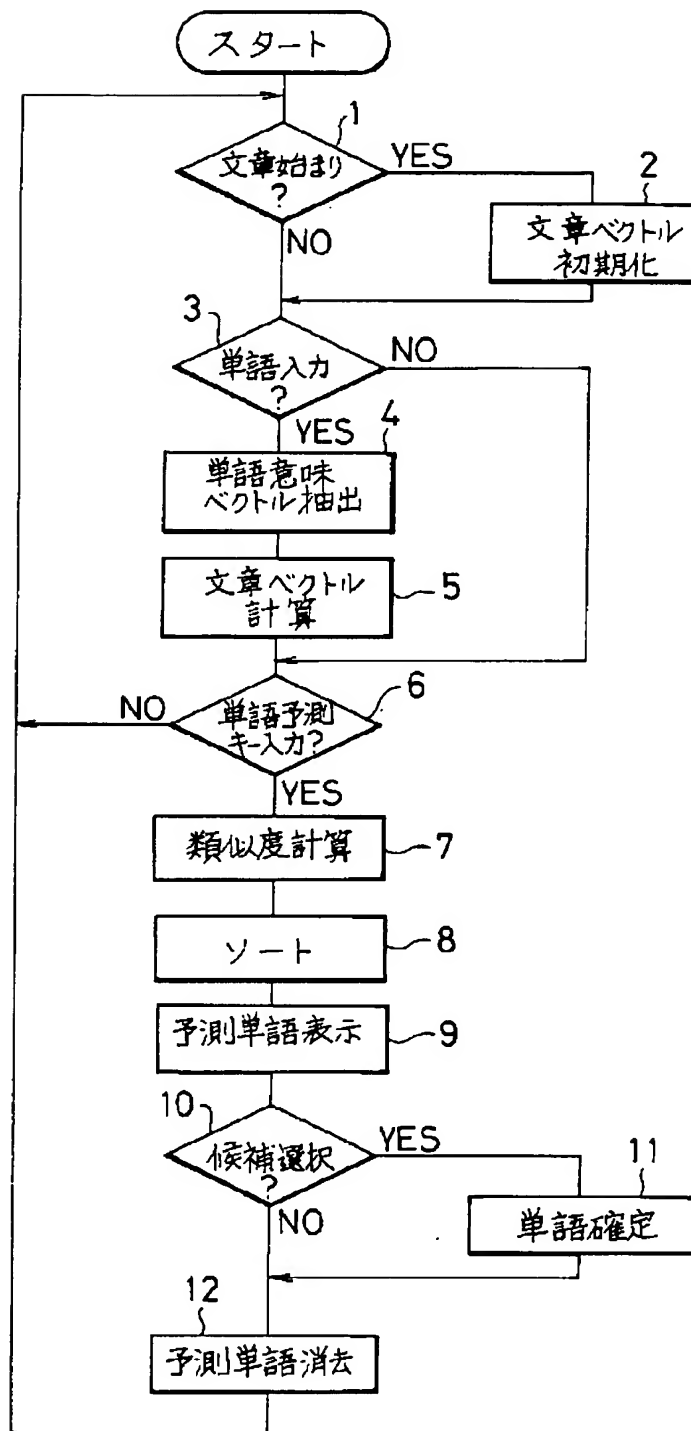 スタート
1
文章始まり
?
YES
NO
2
文章ベクトル
初期化
3
単語入力
?
NO
YES
4
単語意味
ベクトル抽出
文章ベクトル
計算
5
6
単語予測
キー入力?
NO
YES
類似度計算
7
ソート
8
予測単語表示
9
10
候補選択
?
YES
NO
11
単語確定
12
予測単語消去